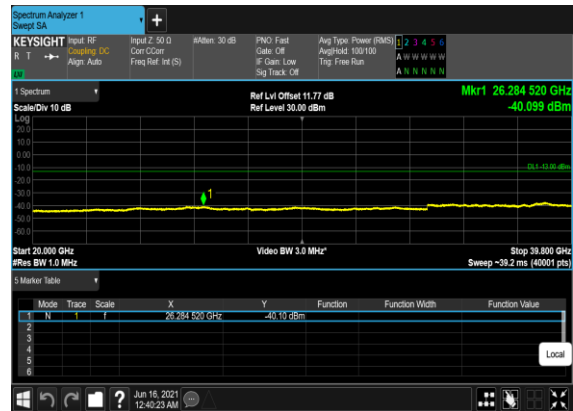 Spectrum Analyzer 1
Swept SA
KEYSIGHT Input: RF Input Z: 50 Ω #Atten: 30 dB PNO: Fast Avg Type: Power (RMS) 1 2 3 4 5 6
R T Coupling: DC Corr CCorr Gate: Off Avg|Hold: 100/100 A W W W W W
Align: Auto Freq Ref: Int (S) IF Gain: Low Trig: Free Run
LXI Sig Track: Off A N N N N N
1 Spectrum Ref Lvl Offset 11.77 dB Mkr1 26.284 520 GHz
Scale/Div 10 dB Ref Level 30.00 dBm -40.099 dBm
Log
20.0
10.0
0.00
-10.0 DL1 -13.00 dBm
-20.0
-30.0 1
-40.0
-50.0
-60.0
Start 20.000 GHz Video BW 3.0 MHz* Stop 39.800 GHz
#Res BW 1.0 MHz Sweep ~39.2 ms (40001 pts)
5 Marker Table
Mode Trace Scale X Y Function Function Width Function Value
1 N 1 f 26.284 520 GHz -40.10 dBm
2
3
4
5
6
Local
? Jun 16, 2021
12:40:23 AM